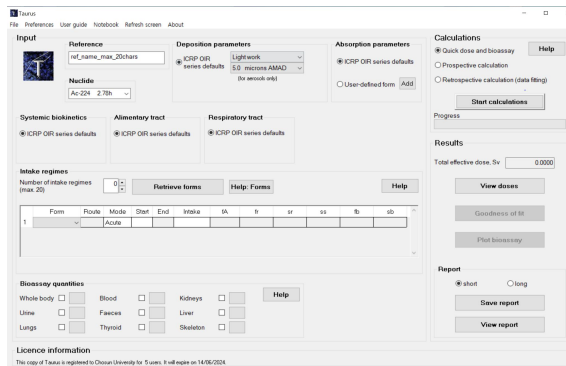 Taurus
File Preferences User guide Notebook Refresh screen About
Input
Reference
ref_name_max_20chars
Nuclide
Ac-224 2.78h
Deposition parameters
ICRP OIR series defaults
Light work
5.0 microns AMAD
(for aerosols only)
Absorption parameters
ICRP OIR series defaults
User-defined form Add
Systemic biokinetics
ICRP OIR series defaults
Alimentary tract
ICRP OIR series defaults
Respiratory tract
ICRP OIR series defaults
Intake regimes
Number of intake regimes (max. 20)
0
Retrieve forms
Help: Forms
Help
Form Route Mode Start End Intake fA fr sr ss fb sb
1 Acute
Bioassay quantities
Whole body Blood Kidneys
Help
Urine Faeces Liver
Lungs Thyroid Skeleton
Calculations
Quick dose and bioassay
Help
Prospective calculation
Retrospective calculation (data fitting)
Start calculations
Progress
Results
Total effective dose, Sv 0.0000
View doses
Goodness of fit
Plot bioassay
Report
short long
Save report
View report
Licence information
This copy of Taurus is registered to Chosun University for 5 users. It will expire on 14/06/2024.